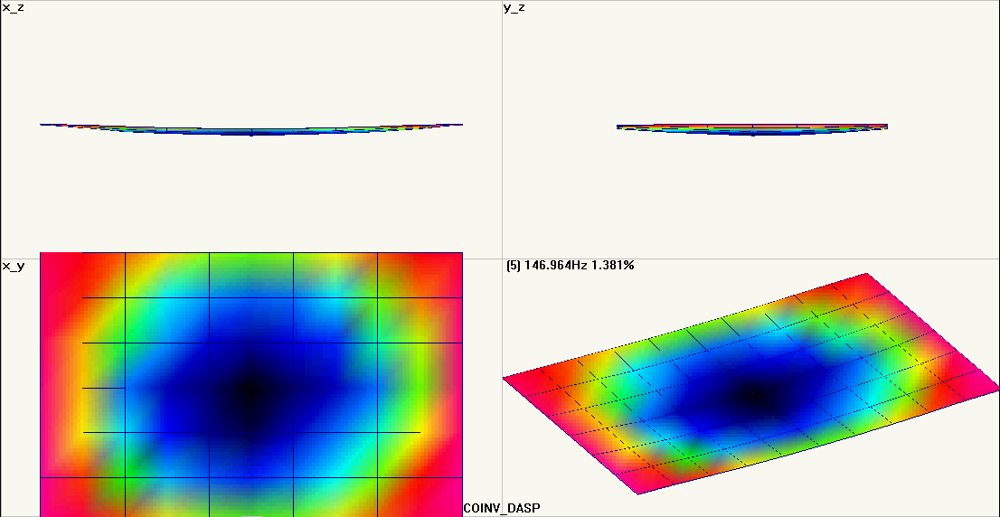 x_z
y_z
x_y
(5) 146.964Hz 1.381%
COINV_DASP